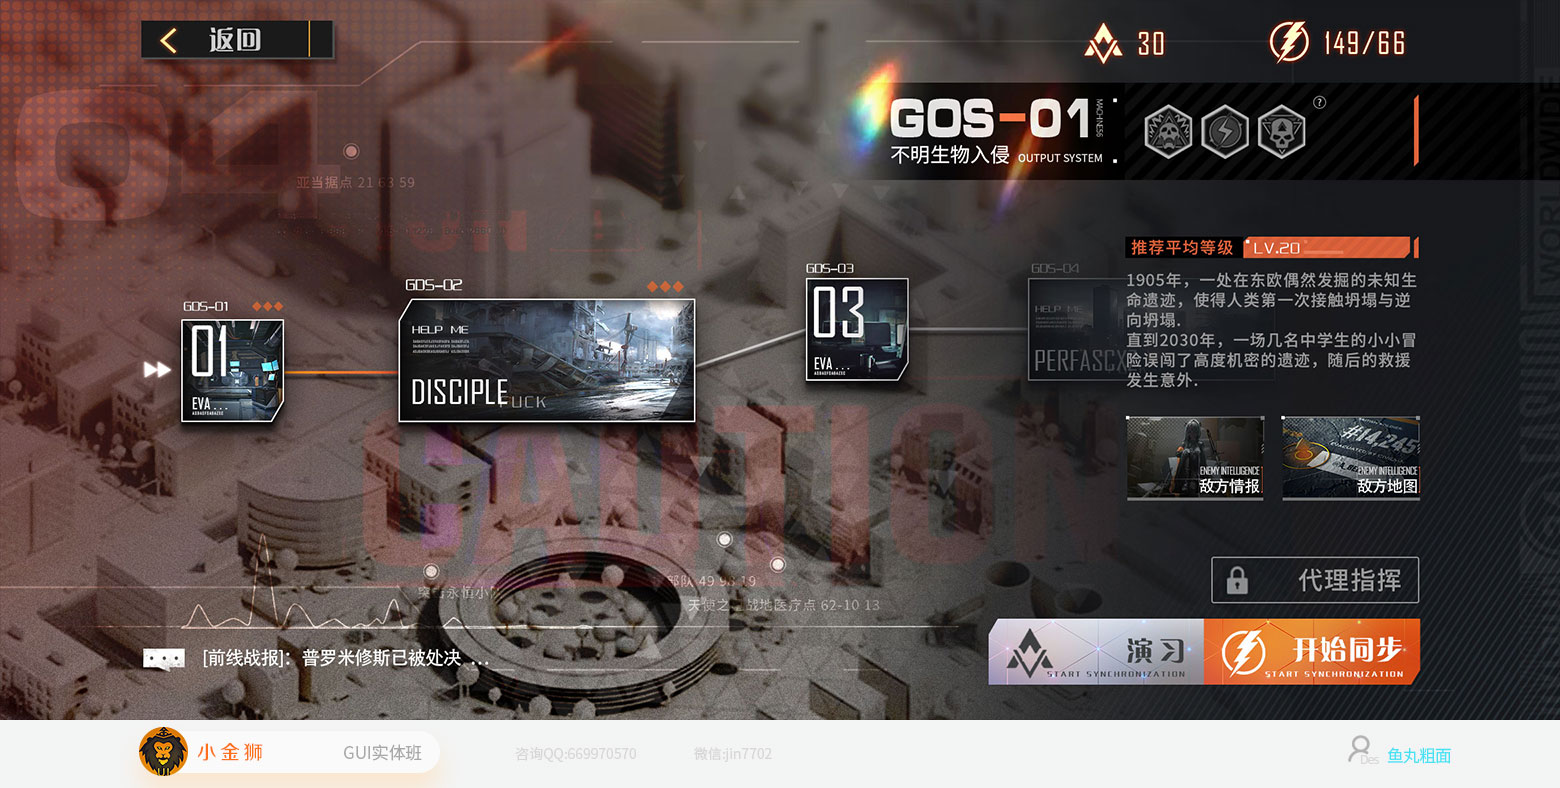 返回
30
149/66
GOS-01
MACHINESS
不明生物入侵 OUTPUT SYSTEM
?
WORLDWIDE
亚当据点 21 63 59
推荐平均等级 LV.20
1905年，一处在东欧偶然发掘的未知生
命遗迹，使得人类第一次接触坍塌与逆
向坍塌.
直到2030年，一场几名中学生的小小冒
险误闯了高度机密的遗迹，随后的救援
发生意外.
GOS-01
01
EVA...
GOS-02
HELP ME
DISCIPLE
FUCK
GOS-03
03
EVA...
GOS-04
HELP ME
PERFASCX
CAUTION
ENEMY INTELLIGENCE
敌方情报
#14,245
ENEMY INTELLIGENCE
敌方地图
部队 49 98 19
天使之 战地医疗点 62-10 13
[前线战报]：普罗米修斯已被处决 ...
代理指挥
演习
START SYNCHRONIZATION
开始同步
START SYNCHRONIZATION
小金狮
GUI实体班
咨询QQ:669970570
微信:jin7702
Des
鱼丸粗面